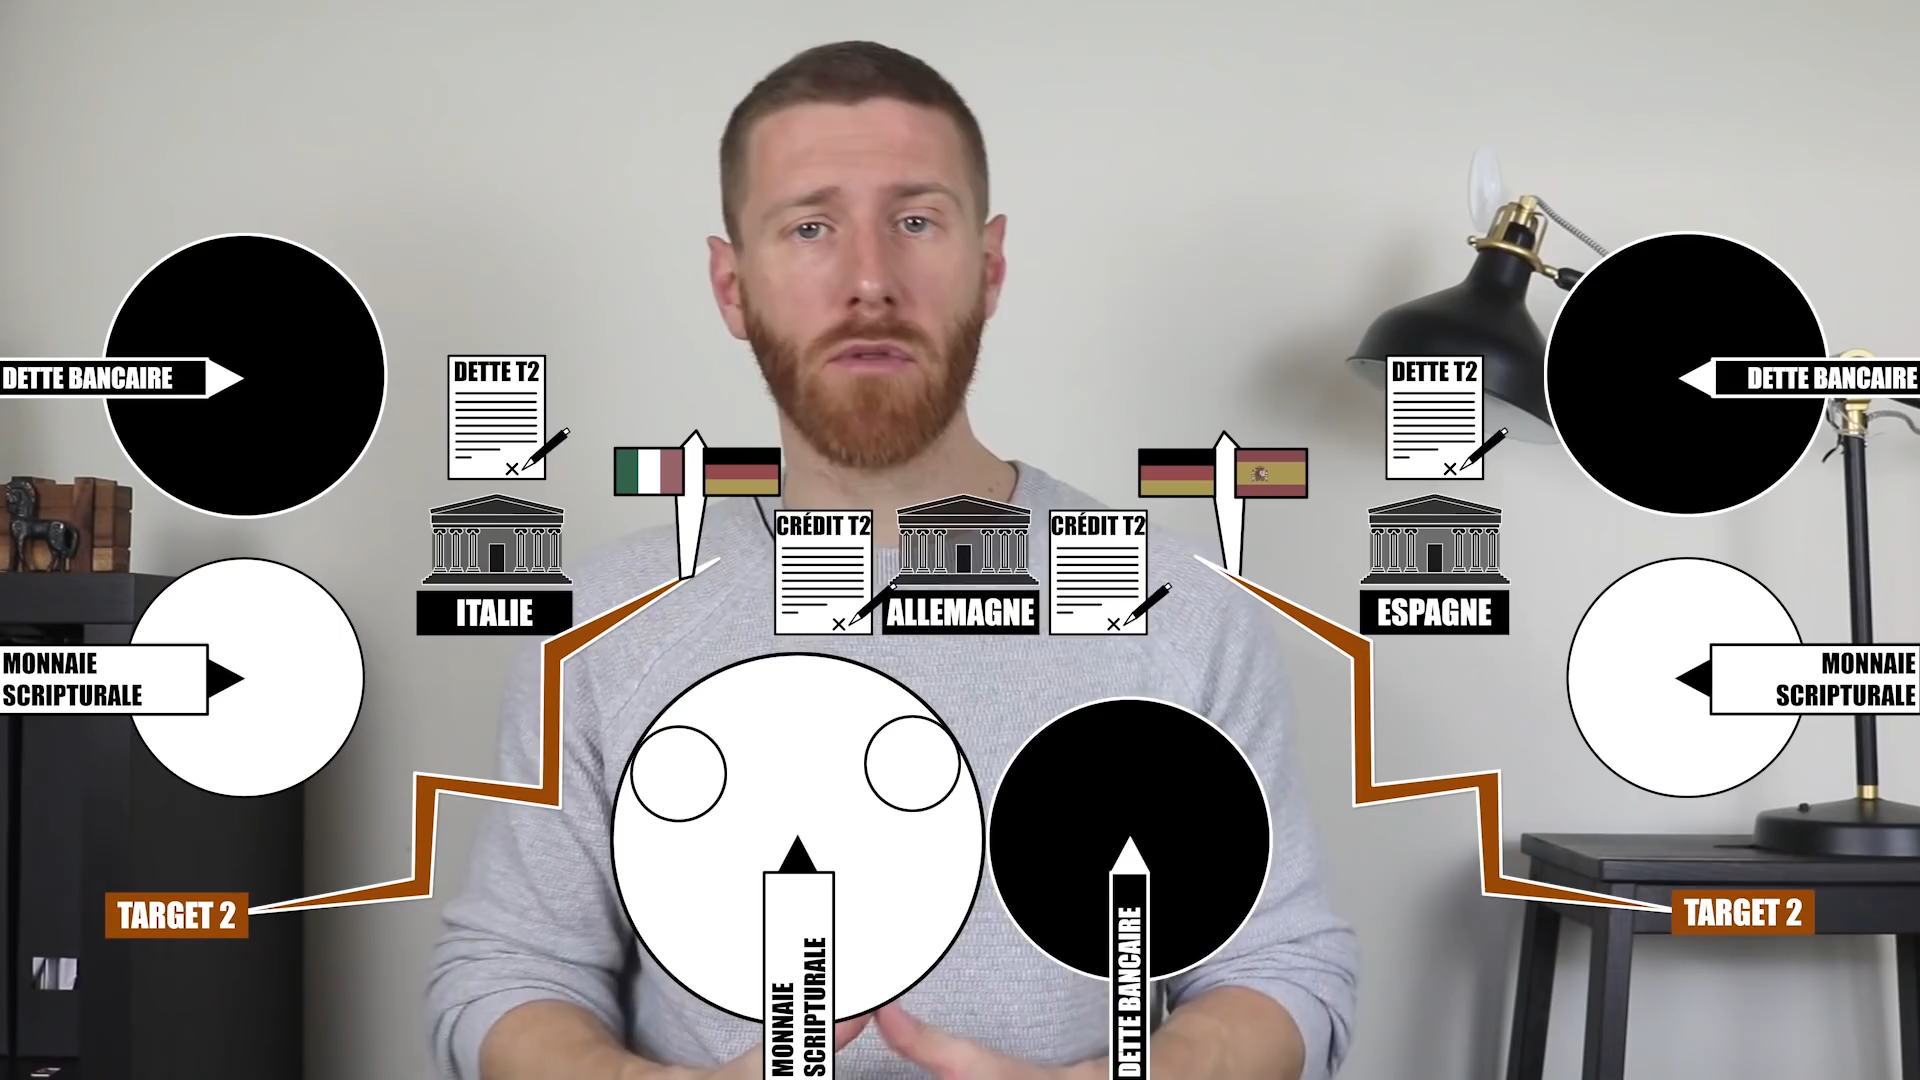 DETTE BANCAIRE
DETTE T2
DETTE T2
DETTE BANCAIRE
CRÉDIT T2
CRÉDIT T2
ITALIE
ALLEMAGNE
ESPAGNE
MONNAIE
SCRIPTURALE
MONNAIE
SCRIPTURALE
TARGET 2
TARGET 2
MONNAIE
SCRIPTURALE
DETTE BANCAIRE